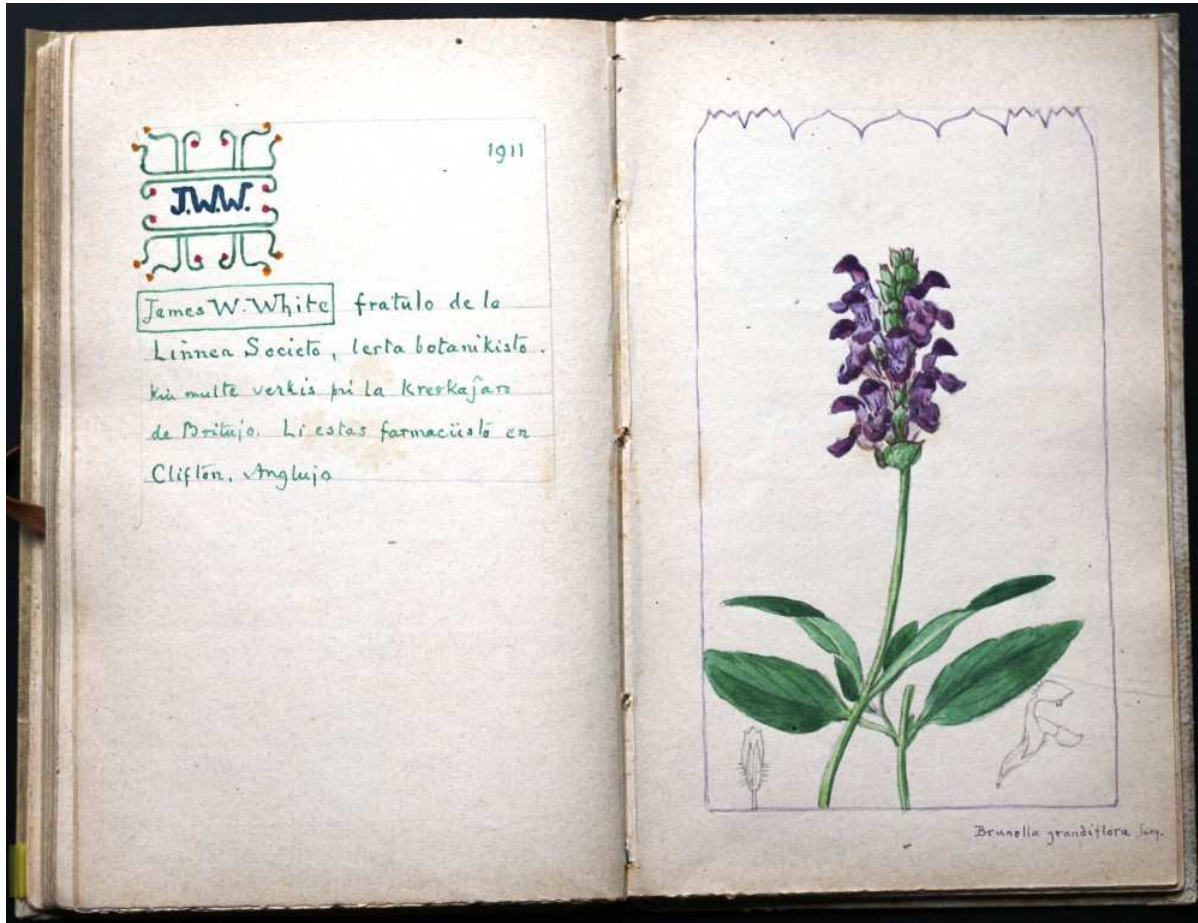 1911
J.W.W.
James W. White fratulo de la
Linnea Societo, lerta botanikisto.
kiu multe verkis pri la kreskaĵaro
de Britujo. Li estas farmaciisto en
Clifton. Anglujo
Brunella grandiflora